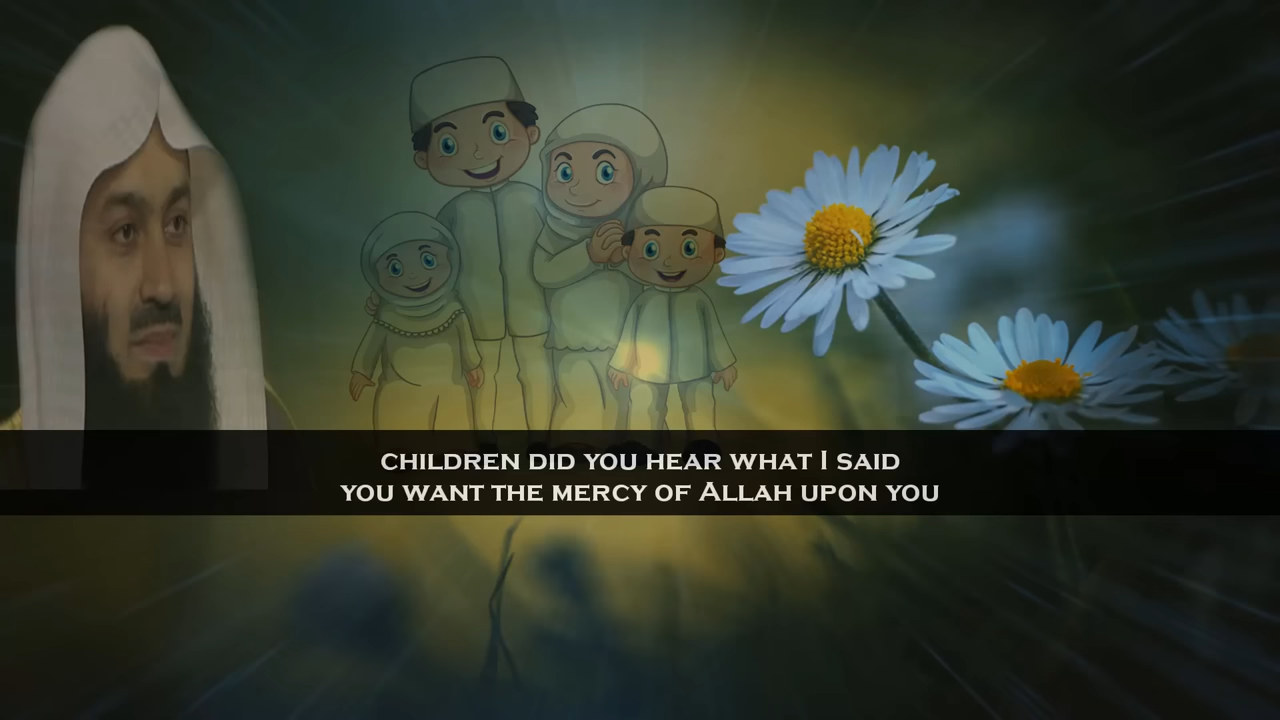 CHILDREN DID YOU HEAR WHAT I SAID
YOU WANT THE MERCY OF ALLAH UPON YOU